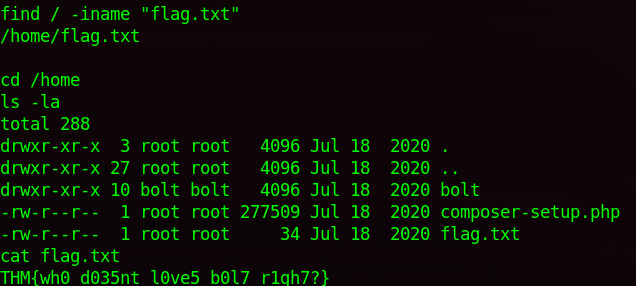 find / -iname "flag.txt"
/home/flag.txt
cd /home
ls -la
total 288
drwxr-xr-x  3 root root   4096 Jul 18  2020 .
drwxr-xr-x 27 root root   4096 Jul 18  2020 ..
drwxr-xr-x 10 bolt bolt   4096 Jul 18  2020 bolt
-rw-r--r--  1 root root 277509 Jul 18  2020 composer-setup.php
-rw-r--r--  1 root root     34 Jul 18  2020 flag.txt
cat flag.txt
THM{wh0_d035nt_l0ve5_b0l7_r1gh7?}